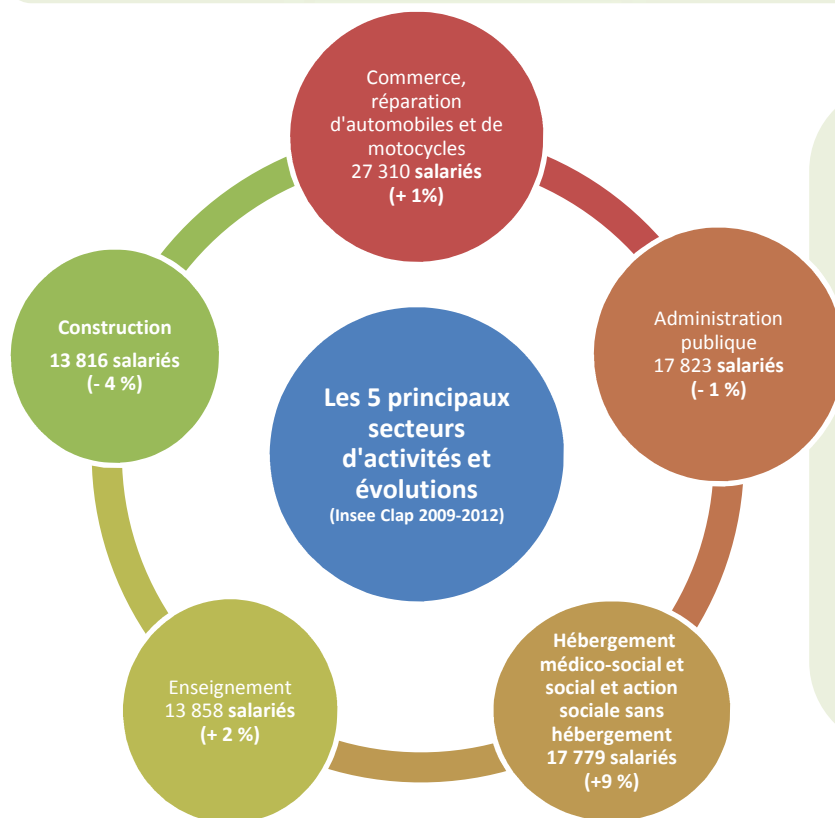 Commerce,
réparation
d'automobiles et de
motocycles
27 310 salariés
(+ 1%)
Administration
publique
17 823 salariés
(- 1 %)
Hébergement
médico-social et
social et action
sociale sans
hébergement
17 779 salariés
(+9 %)
Enseignement
13 858 salariés
(+ 2 %)
Construction
13 816 salariés
(- 4 %)
Les 5 principaux
secteurs
d'activités et
évolutions
(Insee Clap 2009-2012)